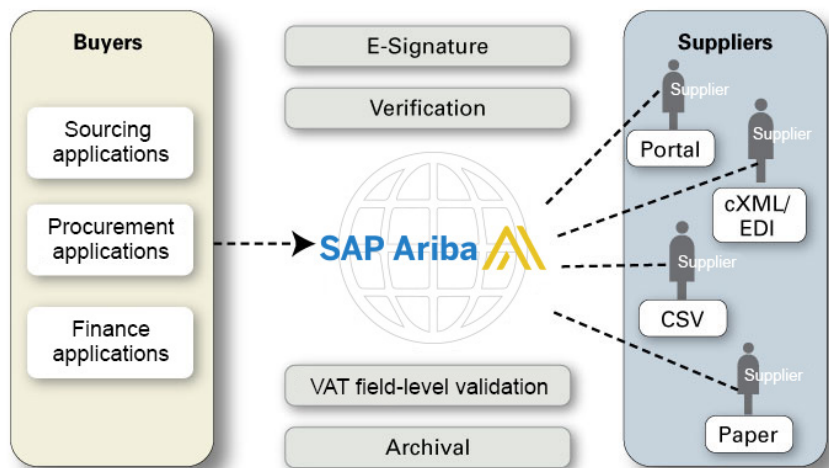 Buyers
Sourcing
applications
Procurement
applications
Finance
applications
E-Signature
Verification
SAP Ariba
VAT field-level validation
Archival
Suppliers
Supplier
Portal
Supplier
cXML/
EDI
Supplier
CSV
Supplier
Paper